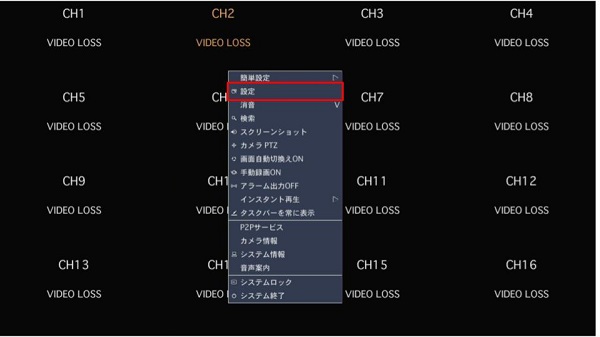 CH1 CH2 CH3 CH4
VIDEO LOSS VIDEO LOSS VIDEO LOSS VIDEO LOSS
簡単設定
設定
CH5 CH CH7 CH8
消音
検索
VIDEO LOSS VIDEO VIDEO LOSS VIDEO LOSS
スクリーンショット
カメラ PTZ
画面自動切換えON
手動録画ON
CH9 CH1 CH11 CH12
アラーム出力OFF
インスタント再生
VIDEO LOSS VIDEO VIDEO LOSS VIDEO LOSS
タスクバーを常に表示
P2Pサービス
カメラ情報
システム情報
CH13 CH1 CH15 CH16
音声案内
システムロック
VIDEO LOSS VIDEO VIDEO LOSS VIDEO LOSS
システム終了